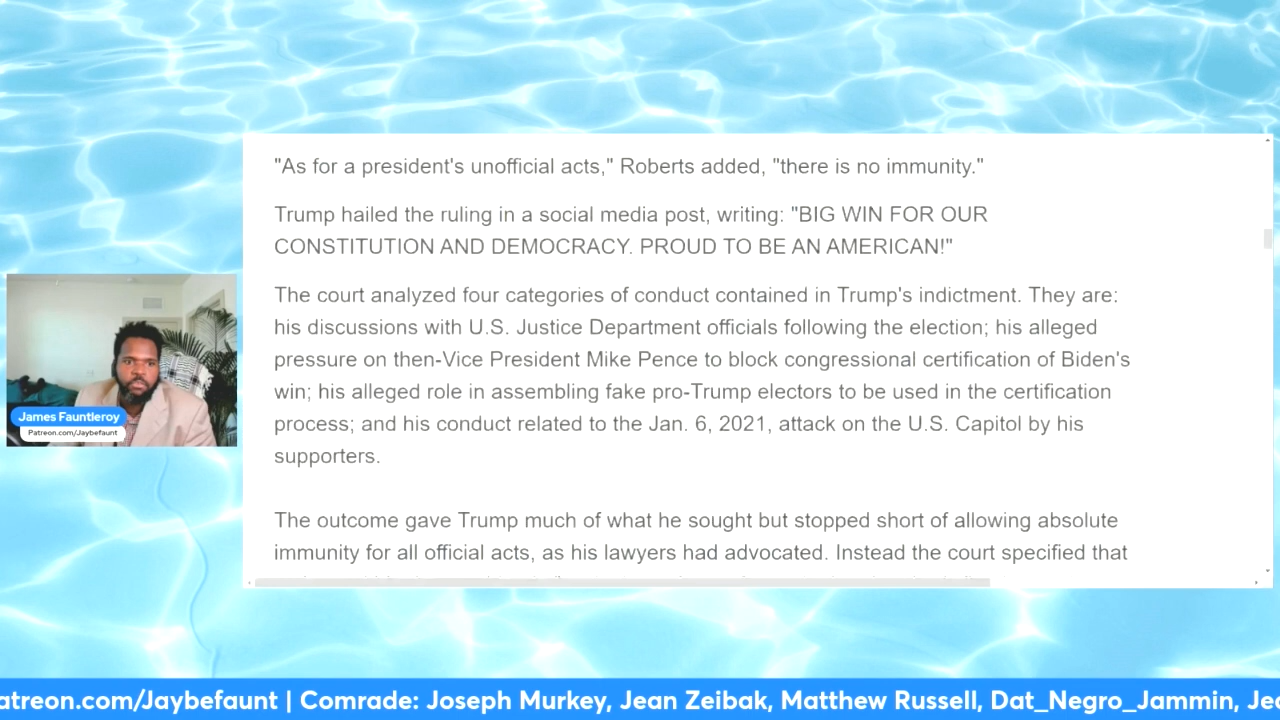 "As for a president's unofficial acts," Roberts added, "there is no immunity."
Trump hailed the ruling in a social media post, writing: "BIG WIN FOR OUR
CONSTITUTION AND DEMOCRACY. PROUD TO BE AN AMERICAN!"
The court analyzed four categories of conduct contained in Trump's indictment. They are:
his discussions with U.S. Justice Department officials following the election; his alleged
pressure on then-Vice President Mike Pence to block congressional certification of Biden's
win; his alleged role in assembling fake pro-Trump electors to be used in the certification
process; and his conduct related to the Jan. 6, 2021, attack on the U.S. Capitol by his
supporters.
The outcome gave Trump much of what he sought but stopped short of allowing absolute
immunity for all official acts, as his lawyers had advocated. Instead the court specified that
James Fauntleroy
Patreon.com/Jaybefaunt
atreon.com/Jaybefaunt | Comrade: Joseph Murkey, Jean Zeibak, Matthew Russell, Dat_Negro_Jammin,